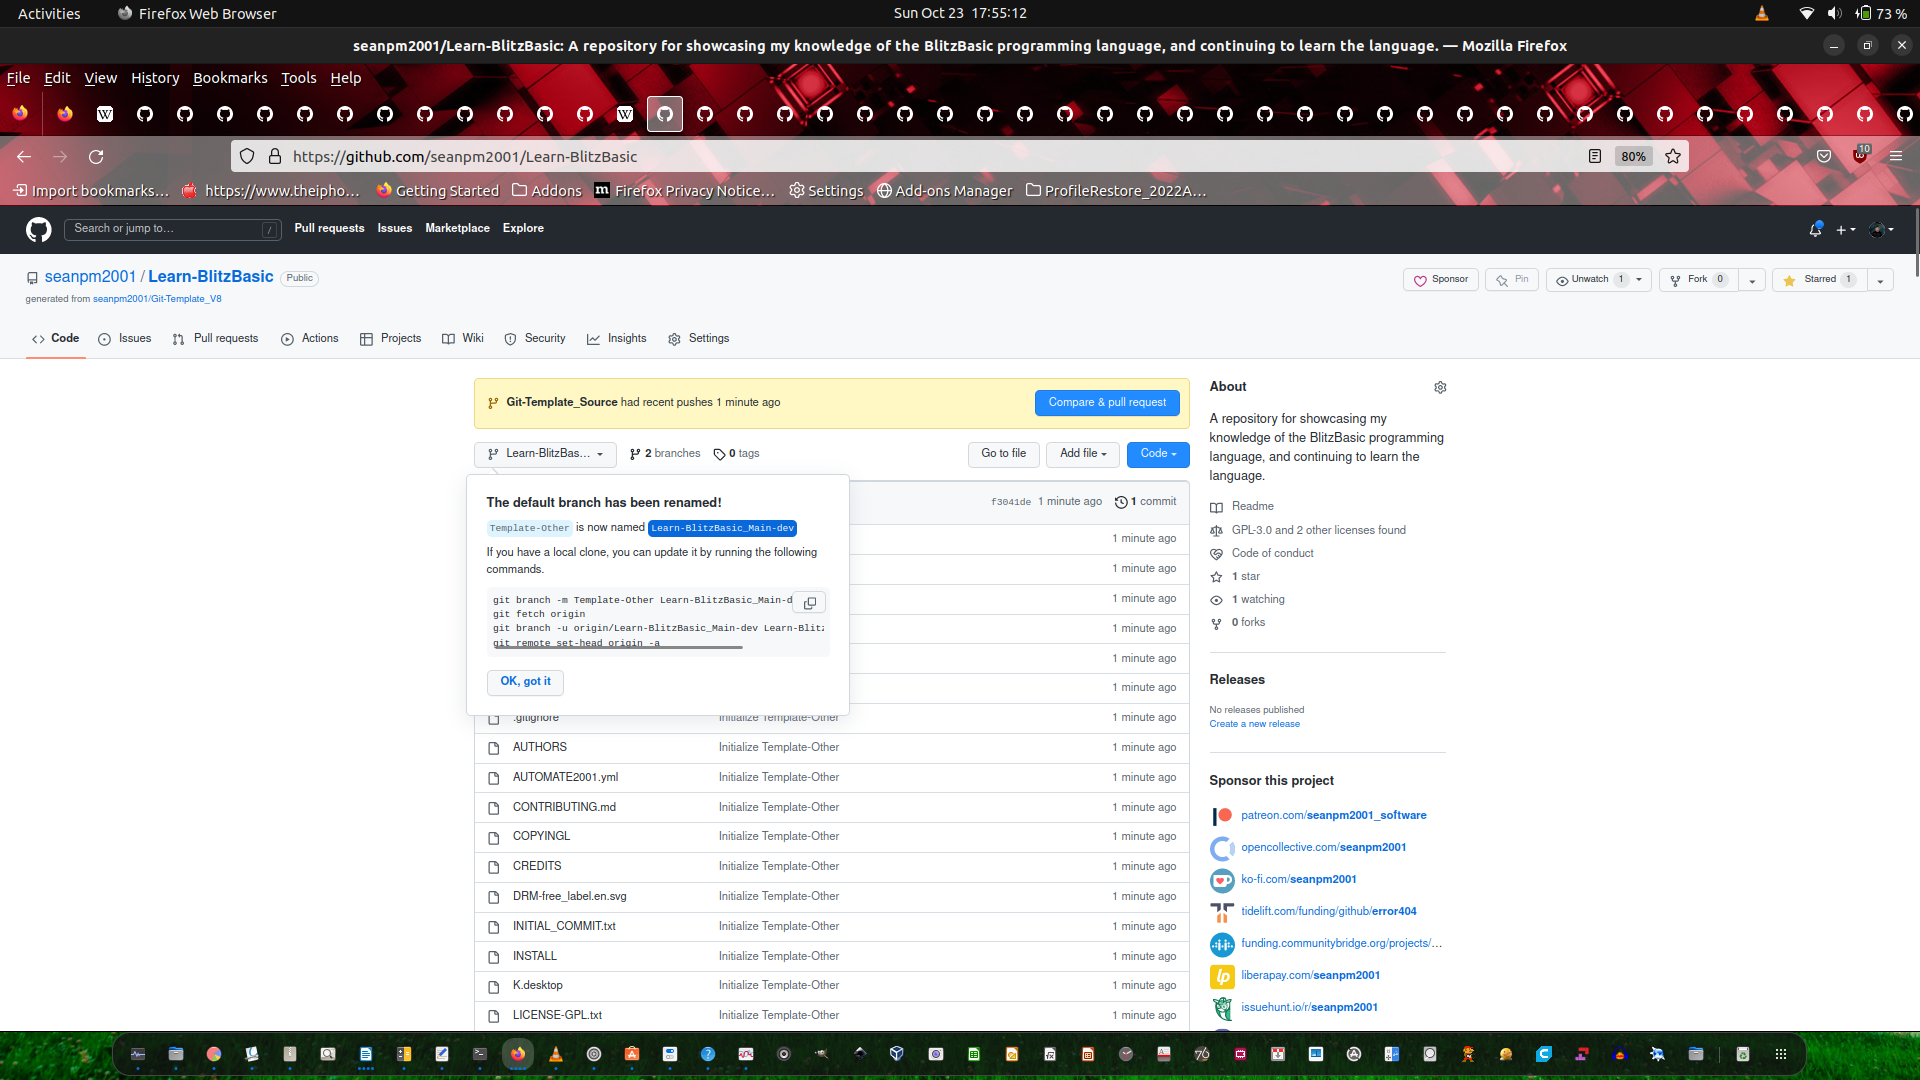 Activities
Firefox Web Browser
Sun Oct 23 17:55:12
73 %
seanpm2001/Learn-BlitzBasic: A repository for showcasing my knowledge of the BlitzBasic programming language, and continuing to learn the language. — Mozilla Firefox
File Edit View History Bookmarks Tools Help
https://github.com/seanpm2001/Learn-BlitzBasic
80%
10
Import bookmarks…
https://www.theipho…
Getting Started
Addons
Firefox Privacy Notice…
Settings
Add-ons Manager
ProfileRestore_2022A…
Search or jump to…
/
Pull requests Issues Marketplace Explore
seanpm2001 / Learn-BlitzBasic Public
generated from seanpm2001/Git-Template_V8
Sponsor
Pin
Unwatch 1
Fork 0
Starred 1
Code Issues Pull requests Actions Projects Wiki Security Insights Settings
Git-Template_Source had recent pushes 1 minute ago
Compare & pull request
Learn-BlitzBas…
2 branches
0 tags
Go to file
Add file
Code
The default branch has been renamed!
Template-Other is now named Learn-BlitzBasic_Main-dev
If you have a local clone, you can update it by running the following
commands.
git branch -m Template-Other Learn-BlitzBasic_Main-d
git fetch origin
git branch -u origin/Learn-BlitzBasic_Main-dev Learn-Blitz
git remote set-head origin -a
OK, got it
f3041de 1 minute ago 1 commit
1 minute ago
1 minute ago
1 minute ago
1 minute ago
1 minute ago
1 minute ago
.gitignore Initialize Template-Other 1 minute ago
AUTHORS Initialize Template-Other 1 minute ago
AUTOMATE2001.yml Initialize Template-Other 1 minute ago
CONTRIBUTING.md Initialize Template-Other 1 minute ago
COPYINGL Initialize Template-Other 1 minute ago
CREDITS Initialize Template-Other 1 minute ago
DRM-free_label.en.svg Initialize Template-Other 1 minute ago
INITIAL_COMMIT.txt Initialize Template-Other 1 minute ago
INSTALL Initialize Template-Other 1 minute ago
K.desktop Initialize Template-Other 1 minute ago
LICENSE-GPL.txt Initialize Template-Other 1 minute ago
About
A repository for showcasing my
knowledge of the BlitzBasic programming
language, and continuing to learn the
language.
Readme
GPL-3.0 and 2 other licenses found
Code of conduct
1 star
1 watching
0 forks
Releases
No releases published
Create a new release
Sponsor this project
patreon.com/seanpm2001_software
opencollective.com/seanpm2001
ko-fi.com/seanpm2001
tidelift.com/funding/github/error404
funding.communitybridge.org/projects/…
liberapay.com/seanpm2001
issuehunt.io/r/seanpm2001